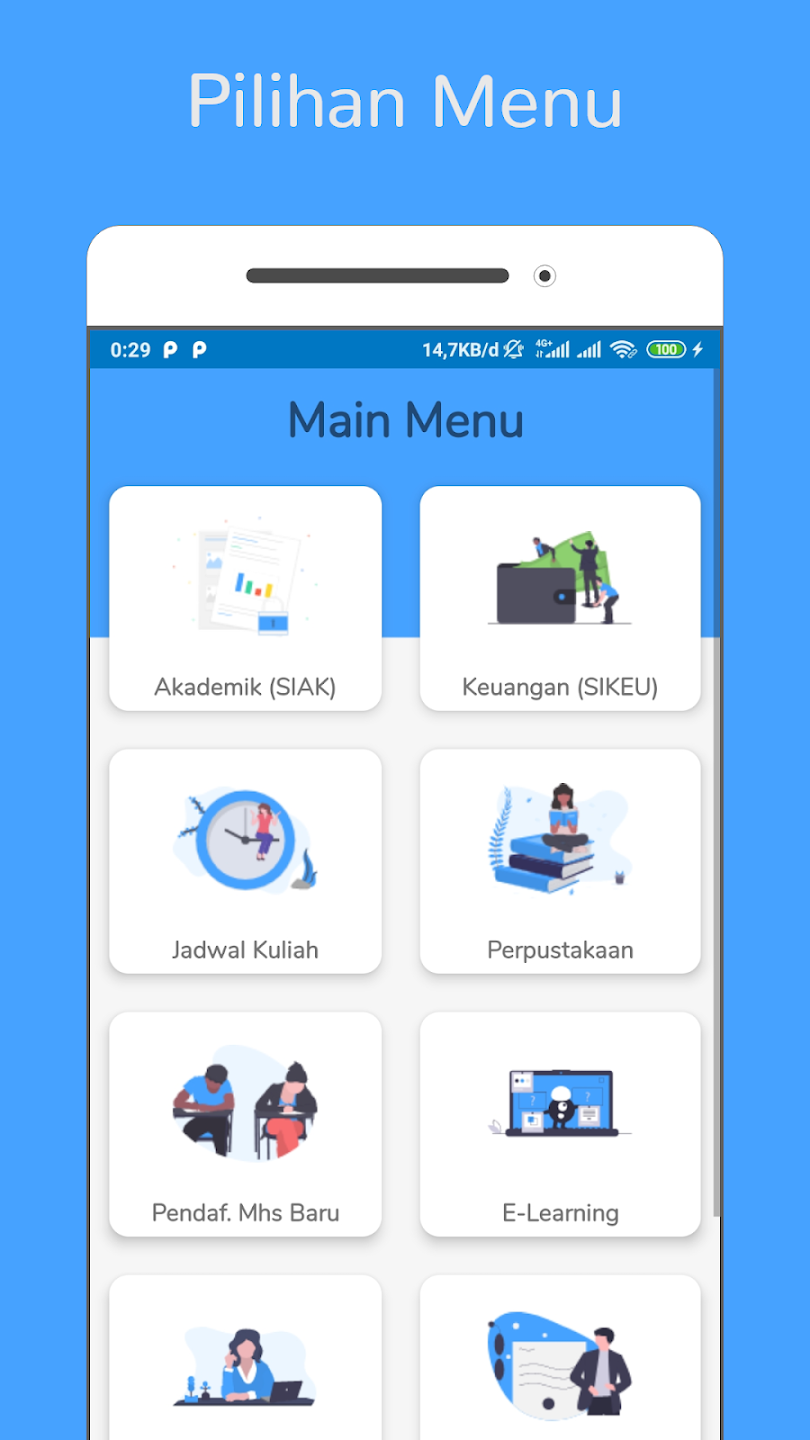 Pilihan Menu
0:29 14,7KB/d 4G+ 100
Main Menu
Akademik (SIAK)
Keuangan (SIKEU)
Jadwal Kuliah
Perpustakaan
Pendaf. Mhs Baru
E-Learning